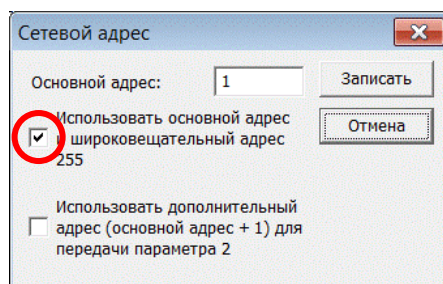 Сетевой адрес
Основной адрес: 1 Записать
Использовать основной адрес
и широковещательный адрес
255
Отмена
Использовать дополнительный
адрес (основной адрес + 1) для
передачи параметра 2